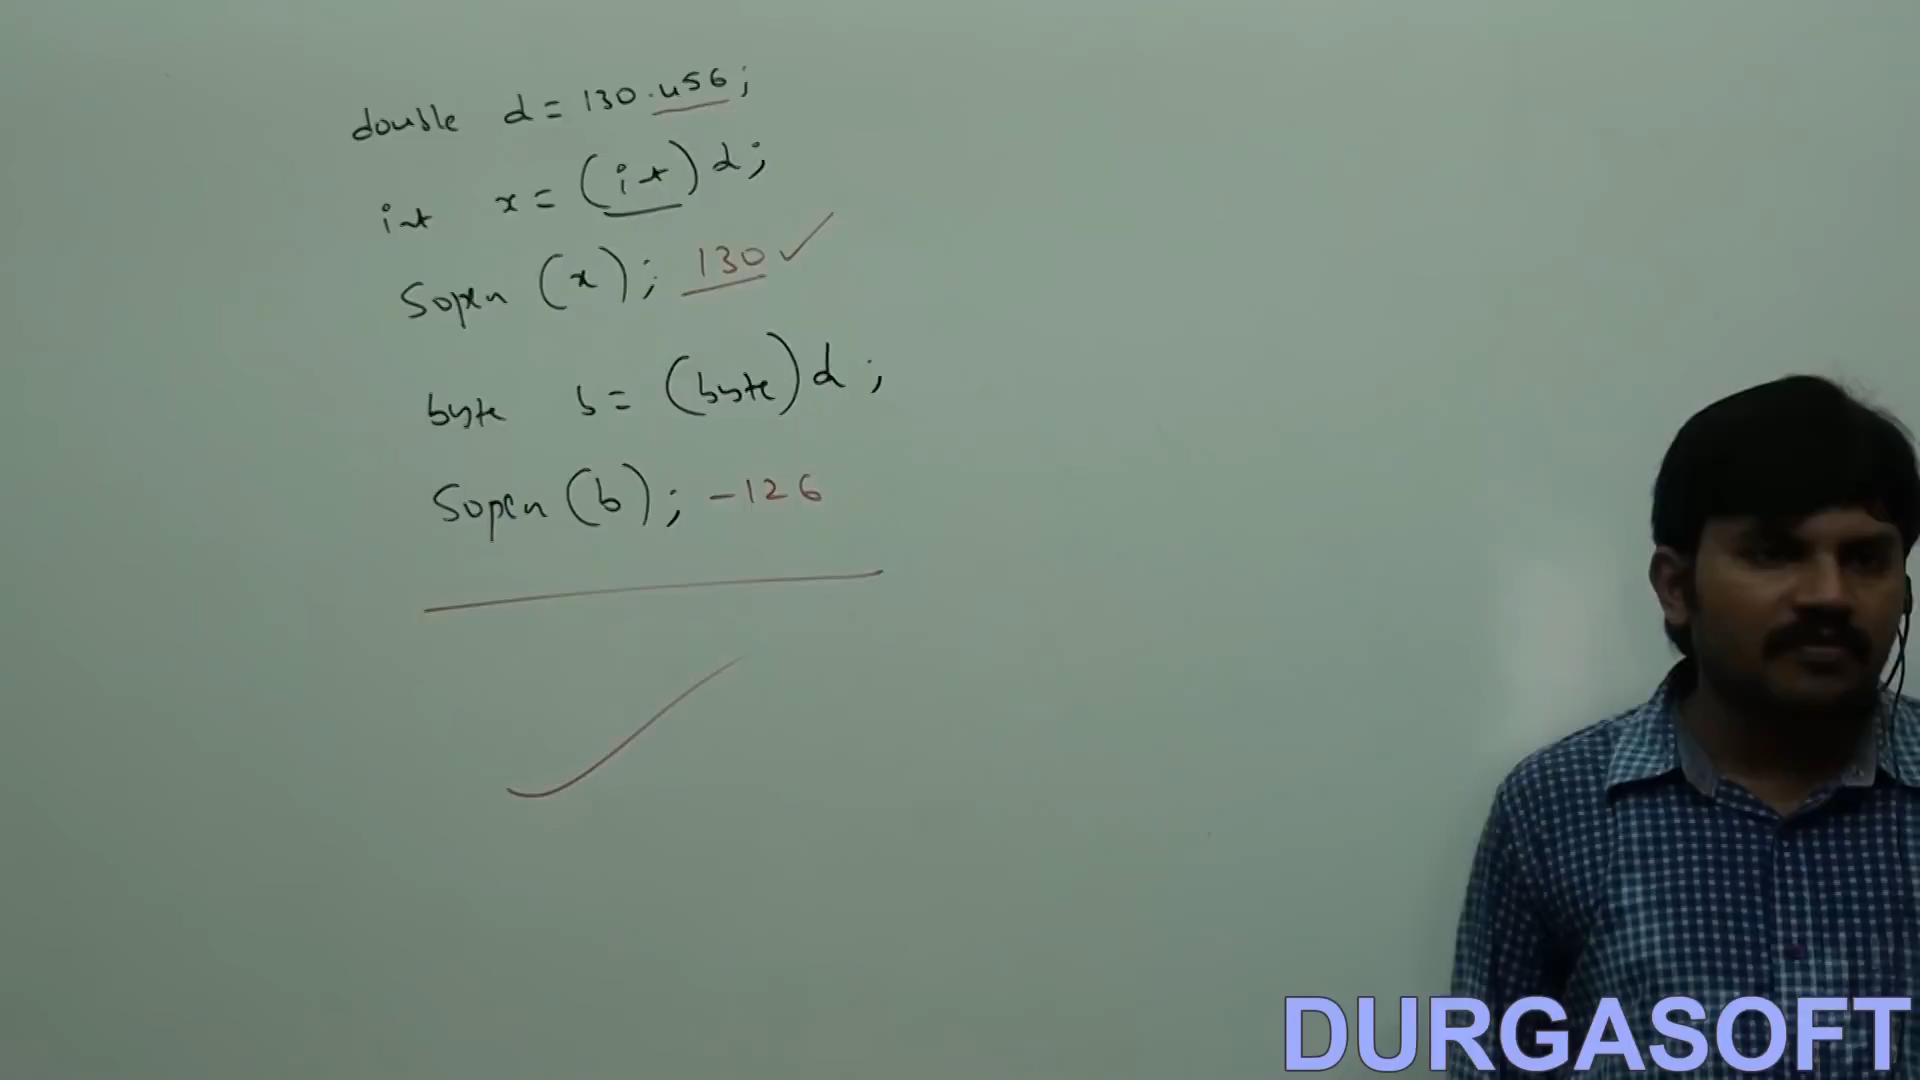 double d = 130.456;
int x = (int) d;
Sopln (x); 130 ✓
byte b = (byte) d;
Sopln (b); -126
DURGASOFT